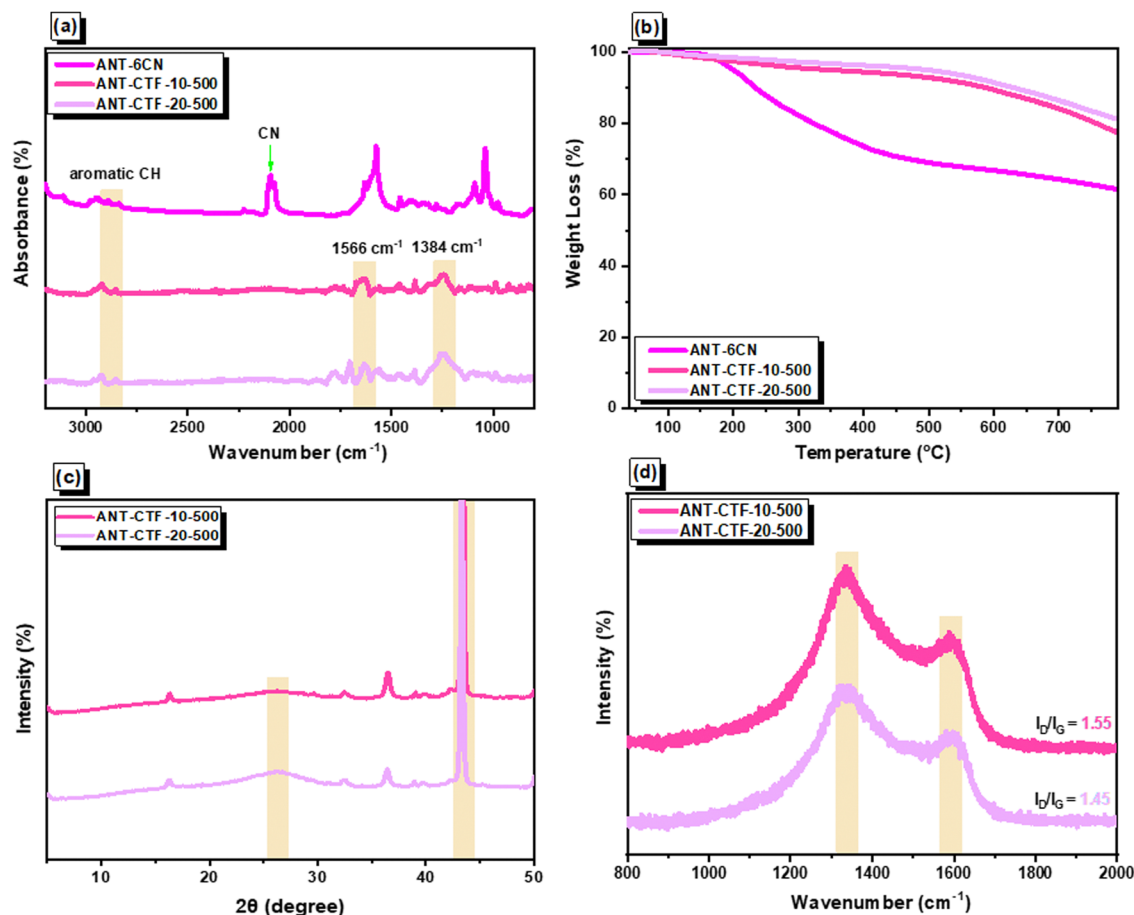 (a)
ANT-6CN
ANT-CTF-10-500
ANT-CTF-20-500
CN
aromatic CH
1566 cm⁻¹
1384 cm⁻¹
Absorbance (%)
3000 2500 2000 1500 1000
Wavenumber (cm⁻¹)
(b)
100
80
60
40
20
0
Weight Loss (%)
ANT-6CN
ANT-CTF-10-500
ANT-CTF-20-500
100 200 300 400 500 600 700
Temperature (°C)
(c)
ANT-CTF-10-500
ANT-CTF-20-500
Intensity (%)
10 20 30 40 50
2θ (degree)
(d)
ANT-CTF-10-500
ANT-CTF-20-500
Intensity (%)
I_D/I_G = 1.55
I_D/I_G = 1.45
800 1000 1200 1400 1600 1800 2000
Wavenumber (cm⁻¹)